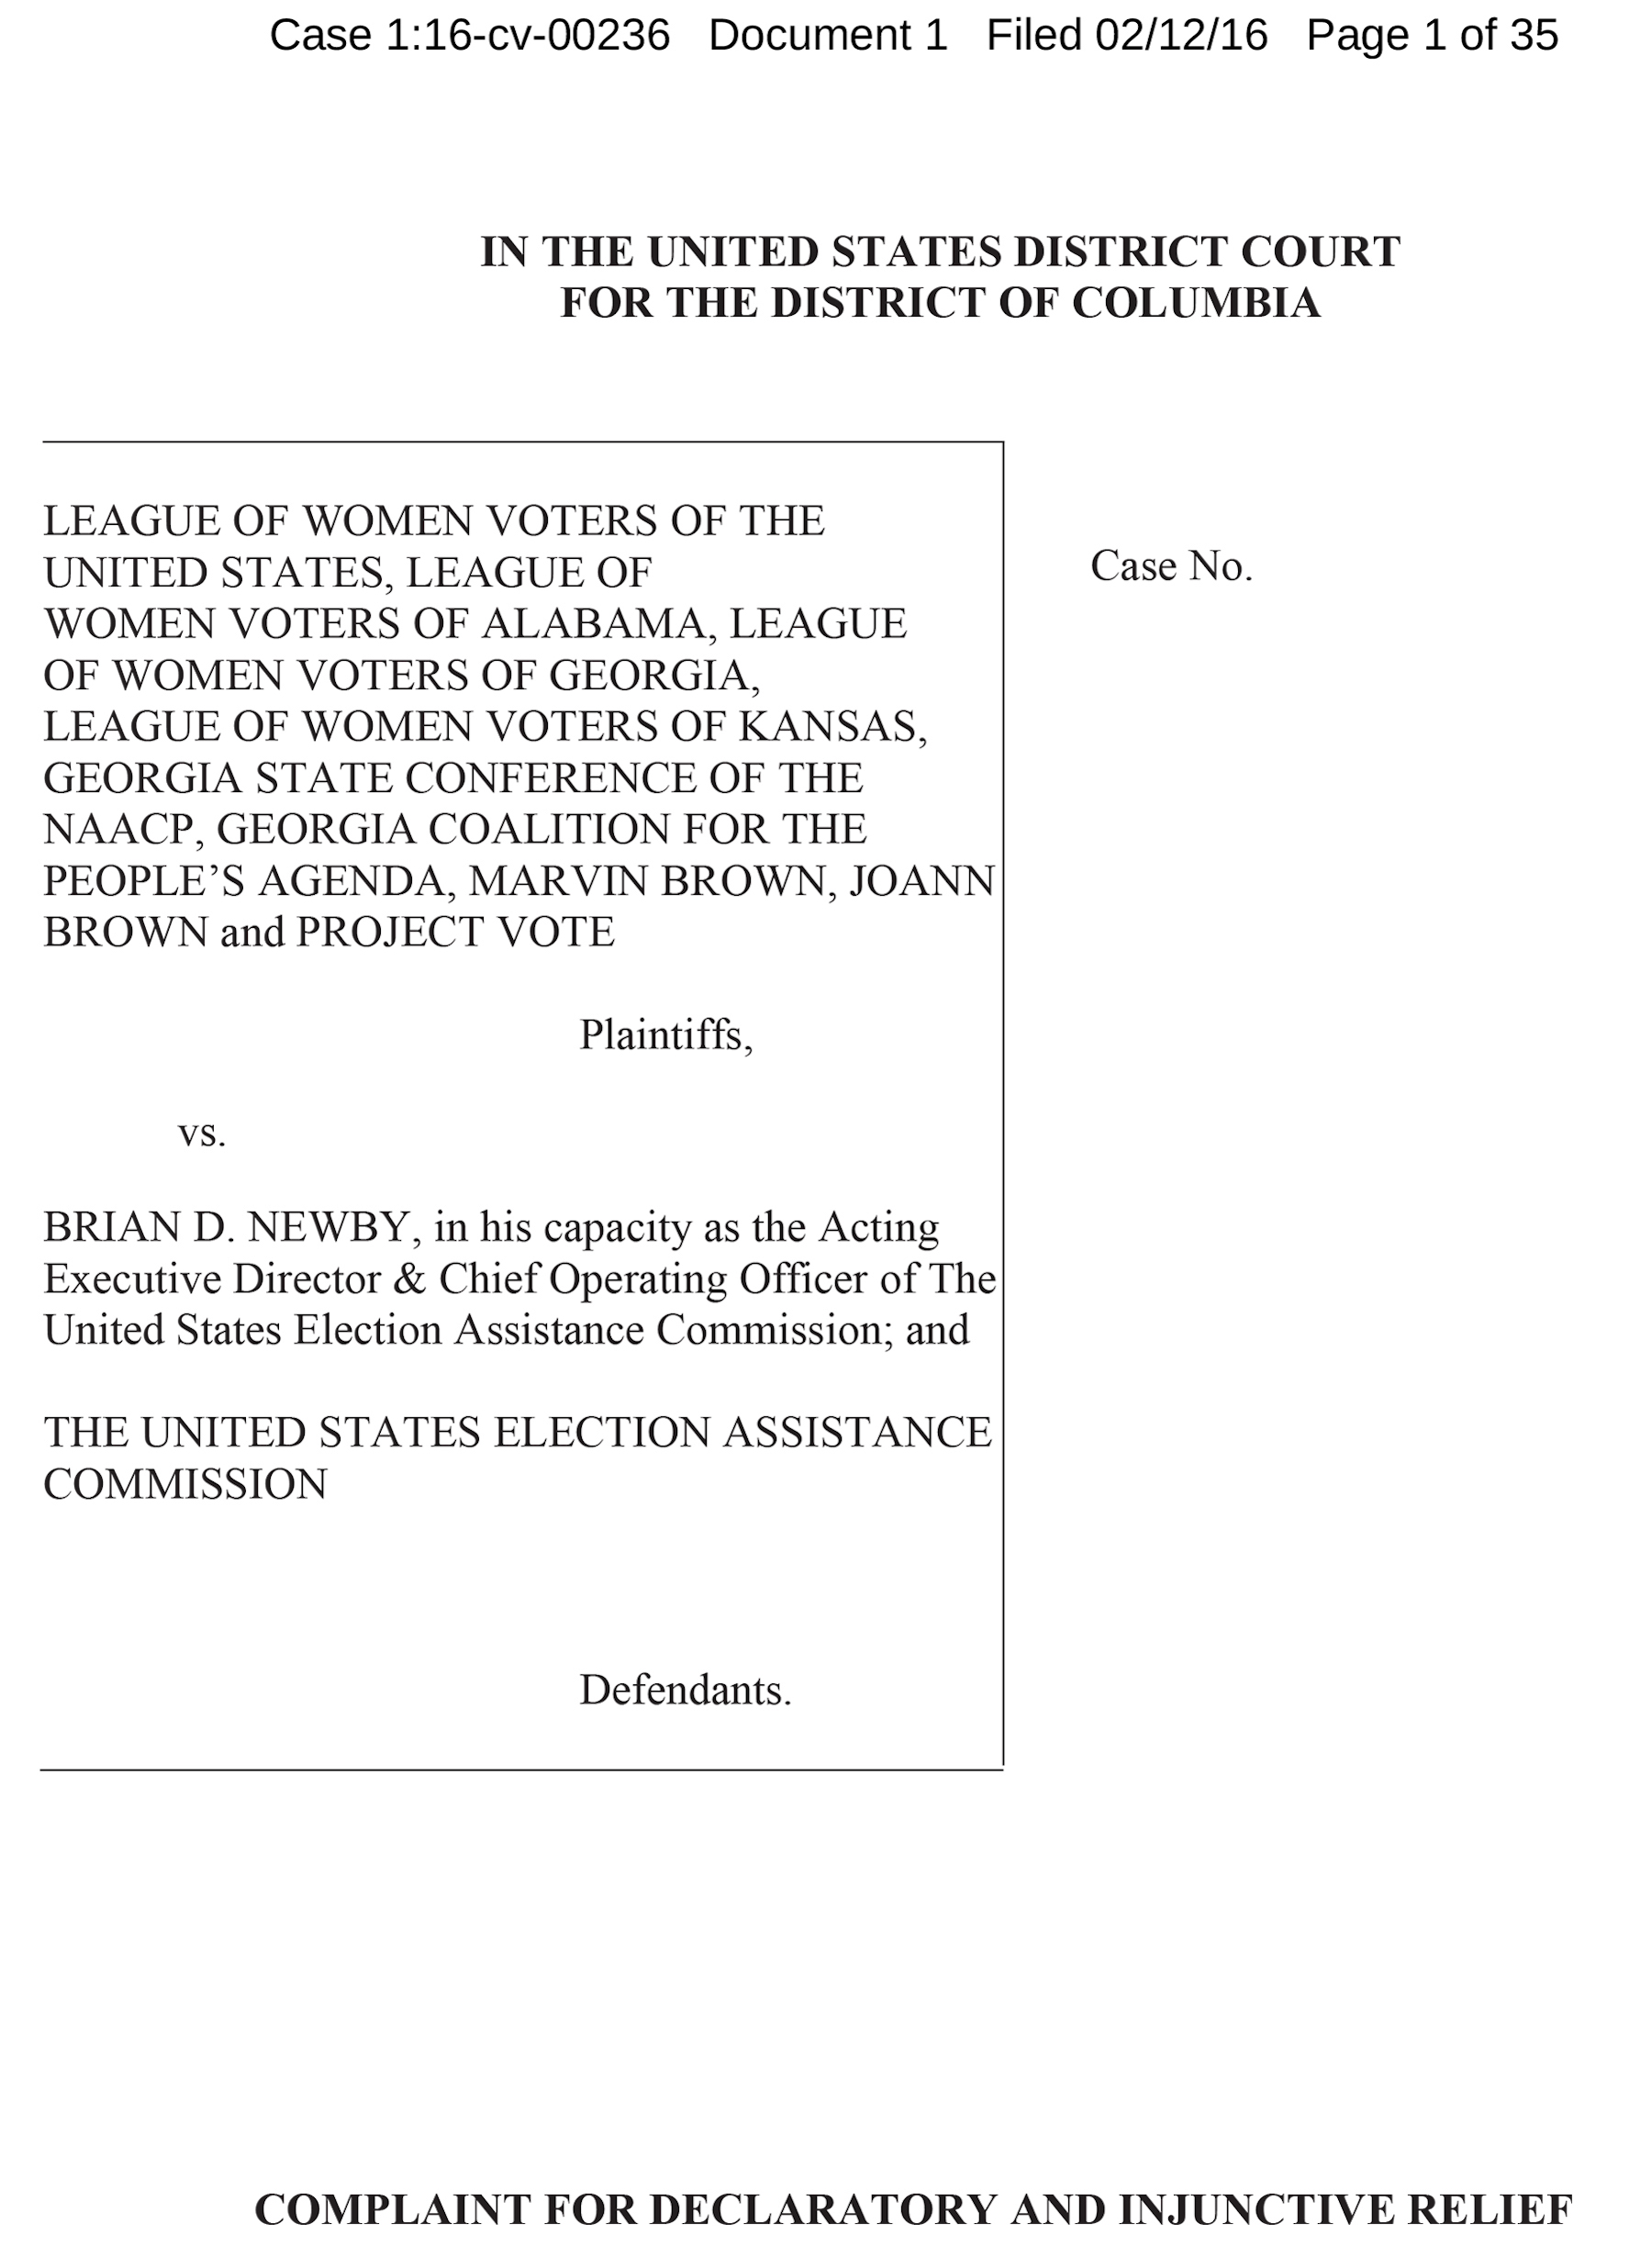 Case 1:16-cv-00236 Document 1 Filed 02/12/16 Page 1 of 35
IN THE UNITED STATES DISTRICT COURT
FOR THE DISTRICT OF COLUMBIA
LEAGUE OF WOMEN VOTERS OF THE
UNITED STATES, LEAGUE OF
WOMEN VOTERS OF ALABAMA, LEAGUE
OF WOMEN VOTERS OF GEORGIA,
LEAGUE OF WOMEN VOTERS OF KANSAS,
GEORGIA STATE CONFERENCE OF THE
NAACP, GEORGIA COALITION FOR THE
PEOPLE’S AGENDA, MARVIN BROWN, JOANN
BROWN and PROJECT VOTE
Plaintiffs,
vs.
BRIAN D. NEWBY, in his capacity as the Acting
Executive Director & Chief Operating Officer of The
United States Election Assistance Commission; and
THE UNITED STATES ELECTION ASSISTANCE
COMMISSION
Defendants.
Case No.
COMPLAINT FOR DECLARATORY AND INJUNCTIVE RELIEF